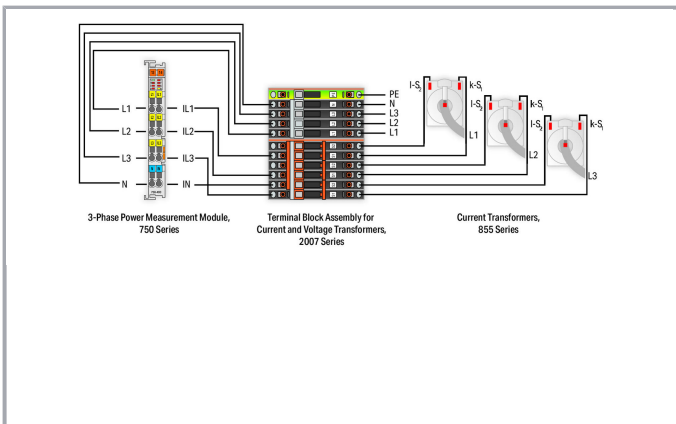 PE
N
L3
L2
L1
L1
L2
L3
N
IL1
IL2
IL3
IN
l-S2
k-S1
L1
l-S2
k-S1
L2
l-S2
k-S1
L3
3-Phase Power Measurement Module,
750 Series
Terminal Block Assembly for
Current and Voltage Transformers,
2007 Series
Current Transformers,
855 Series